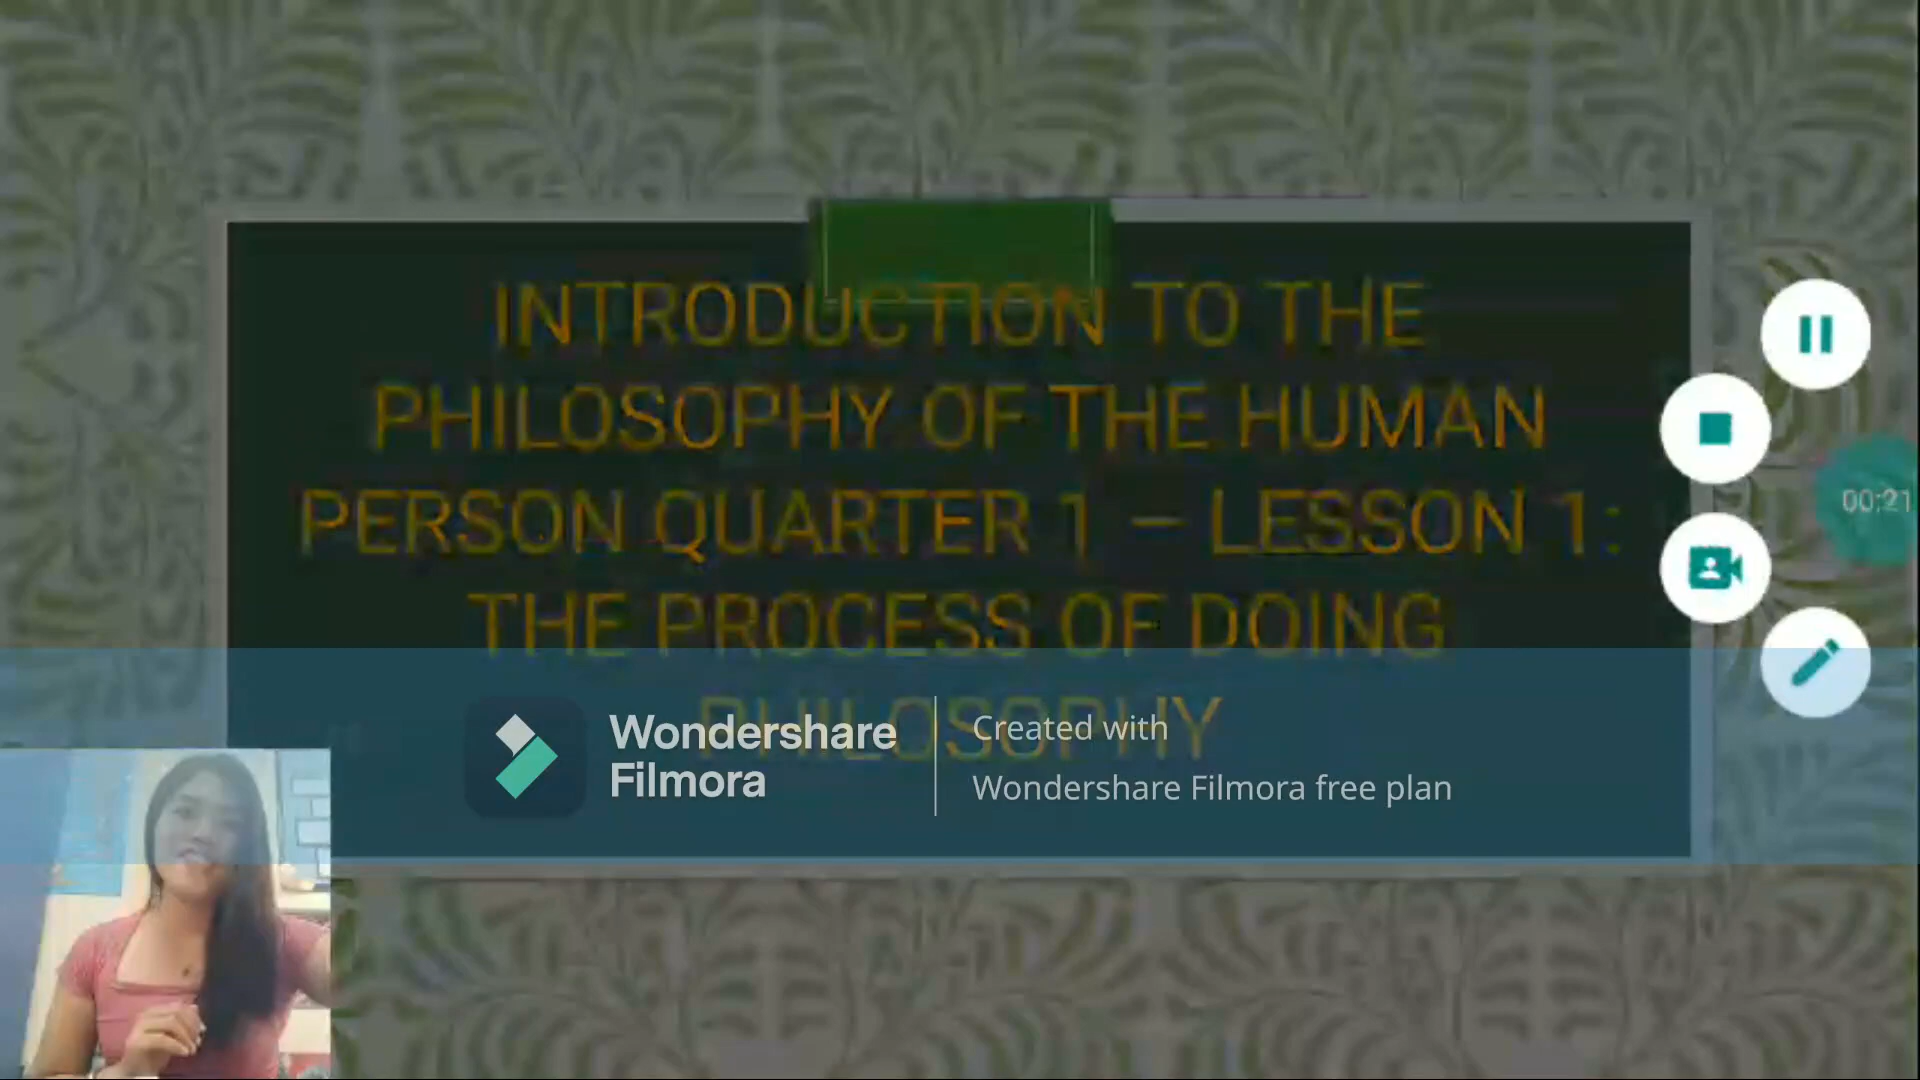 INTRODUCTION TO THE
PHILOSOPHY OF THE HUMAN
PERSON QUARTER 1 – LESSON 1:
THE PROCESS OF DOING
PHILOSOPHY
00:21
Wondershare
Filmora
Created with
Wondershare Filmora free plan